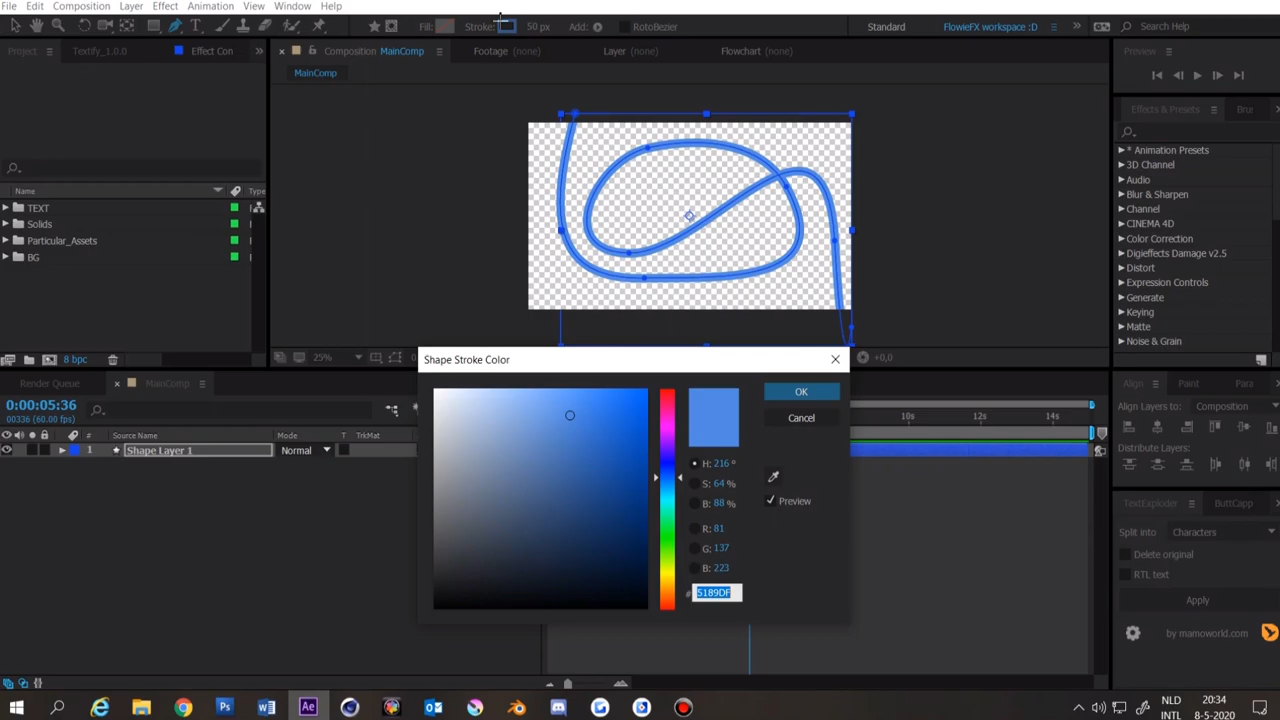 File Edit Composition Layer Effect Animation View Window Help
Fill: Stroke: 50 px Add: RotoBezier Standard FlowieFX workspace :D Search Help
Project Textify_1.0.0 Effect Con Composition MainComp Footage (none) Layer (none) Flowchart (none) Preview
MainComp
Effects & Presets Bru
* Animation Presets
3D Channel
Audio
Blur & Sharpen
Channel
CINEMA 4D
Color Correction
Digieffects Damage v2.5
Distort
Expression Controls
Generate
Keying
Matte
Noise & Grain
Name Type
TEXT
Solids
Particular_Assets
BG
8 bpc 25% +0,0
Shape Stroke Color
OK
Cancel
H: 216 °
S: 64 %
B: 88 %
Preview
R: 81
G: 137
B: 223
# 5189DF
Render Queue MainComp
0:00:05:36
00336 (60.00 fps)
# Source Name Mode T TrkMat
1 Shape Layer 1 Normal
10s 12s 14s
Align Paint Para
Align Layers to: Composition
Distribute Layers:
TextExploder ButtCapp
Split into Characters
Delete original
RTL text
Apply
by mamoworld.com
Ps Ae
NLD
INTL
20:34
8-5-2020